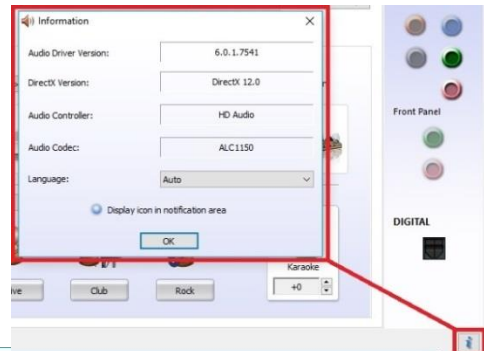 Information
Audio Driver Version: 6.0.1.7541
DirectX Version: DirectX 12.0
Audio Controller: HD Audio
Audio Codec: ALC1150
Language: Auto
Display icon in notification area
OK
Front Panel
DIGITAL
Karaoke
Club Rock +0
i